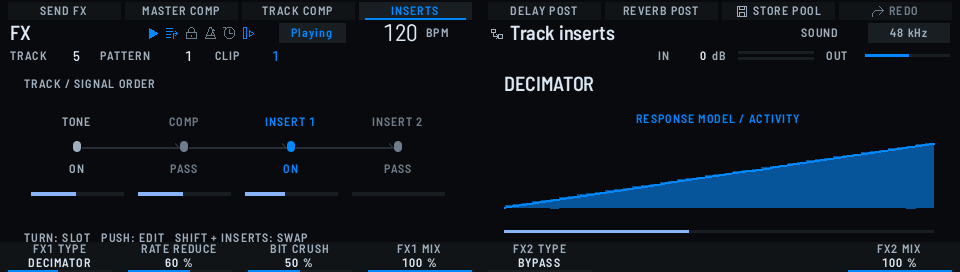 SEND FX MASTER COMP TRACK COMP INSERTS DELAY POST REVERB POST STORE POOL REDO
FX Playing 120 BPM Track inserts SOUND 48 kHz
TRACK 5 PATTERN 1 CLIP 1 IN 0 dB OUT
TRACK / SIGNAL ORDER DECIMATOR
TONE COMP INSERT 1 INSERT 2 RESPONSE MODEL / ACTIVITY
ON PASS ON PASS
TURN: SLOT PUSH: EDIT SHIFT + INSERTS: SWAP
FX1 TYPE RATE REDUCE BIT CRUSH FX1 MIX FX2 TYPE FX2 MIX
DECIMATOR 60 % 50 % 100 % BYPASS 100 %